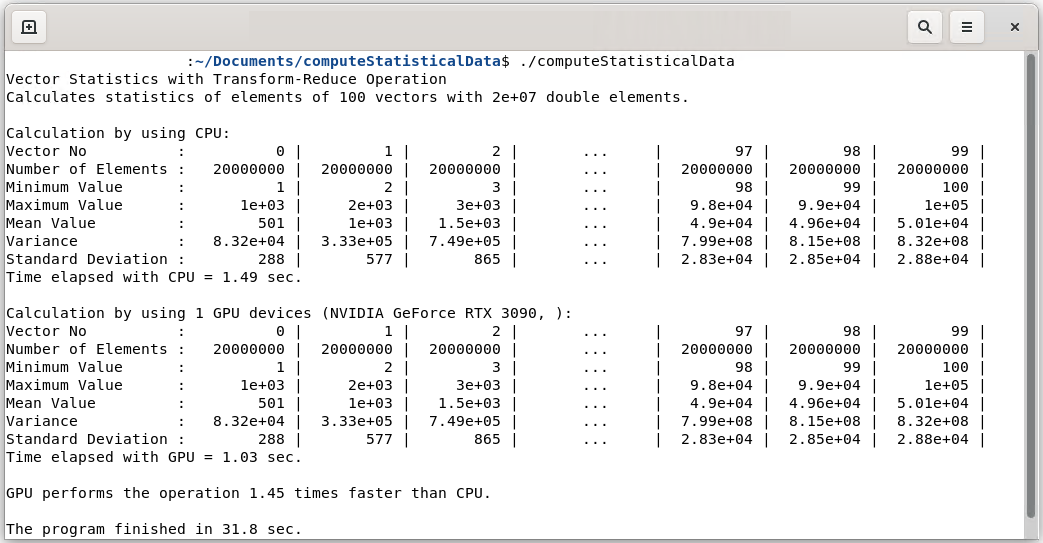 :~/Documents/computeStatisticalData$ ./computeStatisticalData
Vector Statistics with Transform-Reduce Operation
Calculates statistics of elements of 100 vectors with 2e+07 double elements.
Calculation by using CPU:
Vector No          :          0 |          1 |          2 |       ...      |         97 |         98 |         99 |
Number of Elements :   20000000 |   20000000 |   20000000 |       ...      |   20000000 |   20000000 |   20000000 |
Minimum Value      :          1 |          2 |          3 |       ...      |         98 |         99 |        100 |
Maximum Value      :      1e+03 |      2e+03 |      3e+03 |       ...      |    9.8e+04 |    9.9e+04 |      1e+05 |
Mean Value         :        501 |      1e+03 |    1.5e+03 |       ...      |    4.9e+04 |   4.96e+04 |   5.01e+04 |
Variance           :   8.32e+04 |   3.33e+05 |   7.49e+05 |       ...      |   7.99e+08 |   8.15e+08 |   8.32e+08 |
Standard Deviation :        288 |        577 |        865 |       ...      |   2.83e+04 |   2.85e+04 |   2.88e+04 |
Time elapsed with CPU = 1.49 sec.
Calculation by using 1 GPU devices (NVIDIA GeForce RTX 3090, ):
Vector No          :          0 |          1 |          2 |       ...      |         97 |         98 |         99 |
Number of Elements :   20000000 |   20000000 |   20000000 |       ...      |   20000000 |   20000000 |   20000000 |
Minimum Value      :          1 |          2 |          3 |       ...      |         98 |         99 |        100 |
Maximum Value      :      1e+03 |      2e+03 |      3e+03 |       ...      |    9.8e+04 |    9.9e+04 |      1e+05 |
Mean Value         :        501 |      1e+03 |    1.5e+03 |       ...      |    4.9e+04 |   4.96e+04 |   5.01e+04 |
Variance           :   8.32e+04 |   3.33e+05 |   7.49e+05 |       ...      |   7.99e+08 |   8.15e+08 |   8.32e+08 |
Standard Deviation :        288 |        577 |        865 |       ...      |   2.83e+04 |   2.85e+04 |   2.88e+04 |
Time elapsed with GPU = 1.03 sec.
GPU performs the operation 1.45 times faster than CPU.
The program finished in 31.8 sec.